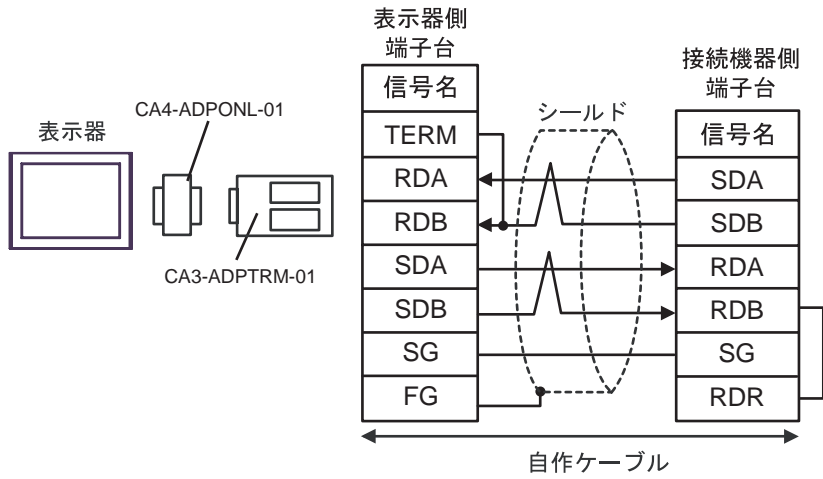 表示器
CA4-ADPONL-01
CA3-ADPTRM-01
表示器側
端子台
信号名
TERM
RDA
RDB
SDA
SDB
SG
FG
シールド
接続機器側
端子台
信号名
SDA
SDB
RDA
RDB
SG
RDR
自作ケーブル